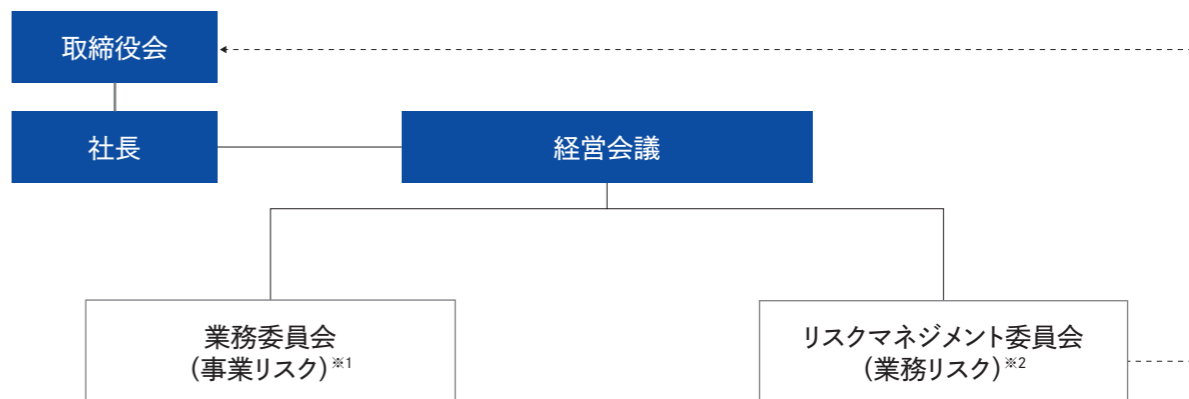 取締役会
社長
経営会議
業務委員会
(事業リスク)※1
リスクマネジメント委員会
(業務リスク)※2